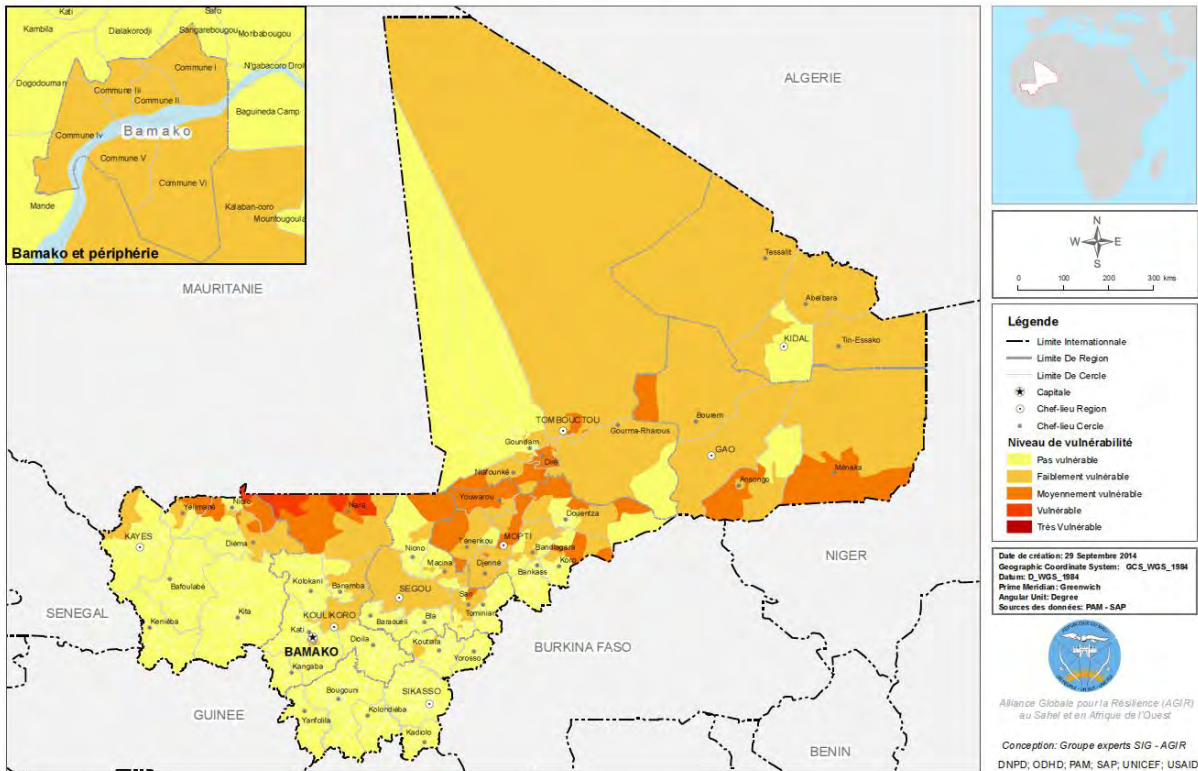 Kati
Safo
Kambila
Dialakorodji
Sangarebougou
Moribabougou
Commune I
N'gabacoro Droit
Dogodouman
Commune Iii
Commune Ii
Baguineda Camp
Commune Iv
Bamako
Commune V
Commune Vi
Mande
Kalaban-coro
Mountougoula
Bamako et périphérie
ALGERIE
MAURITANIE
Tessalit
Abeibara
KIDAL
Tin-Essako
TOMBOUCTOU
Bourem
Gourma-Rharous
Goundam
GAO
Diré
Niafounké
Ménaka
Ansongo
Youwarou
Nioro
Nara
Yélimané
Douentza
KAYES
Diéma
Niono
Ténenkou
MOPTI
Bandiagara
Macina
Djenné
Koro
Bankass
Bafoulabé
Kolokani
Banamba
SEGOU
NIGER
SENEGAL
Kita
KOULIKORO
San
Tominian
Kéniéba
Kati
Baraouéli
Bla
BAMAKO
Dioila
Koutiala
Yorosso
BURKINA FASO
Kangaba
Bougouni
SIKASSO
GUINEE
Yanfolila
Kolondiéba
Kadiolo
BENIN
N
W
E
S
0 100 200 300 kms
Légende
Limite Internationnale
Limite De Region
Limite De Cercle
Capitale
Chef-lieu Region
Chef-lieu Cercle
Niveau de vulnérabilité
Pas vulnérable
Faiblement vulnérable
Moyennement vulnérable
Vulnérable
Très Vulnérable
Date de création: 29 Septembre 2014
Geographic Coordinate System: GCS_WGS_1984
Datum: D_WGS_1984
Prime Meridian: Greenwich
Angular Unit: Degree
Sources des données: PAM - SAP
REPUBLIQUE DU MALI
Alliance Globale pour la Résilience (AGIR)
au Sahel et en Afrique de l'Ouest
Conception: Groupe experts SIG - AGIR
DNPD; ODHD; PAM; SAP; UNICEF; USAID